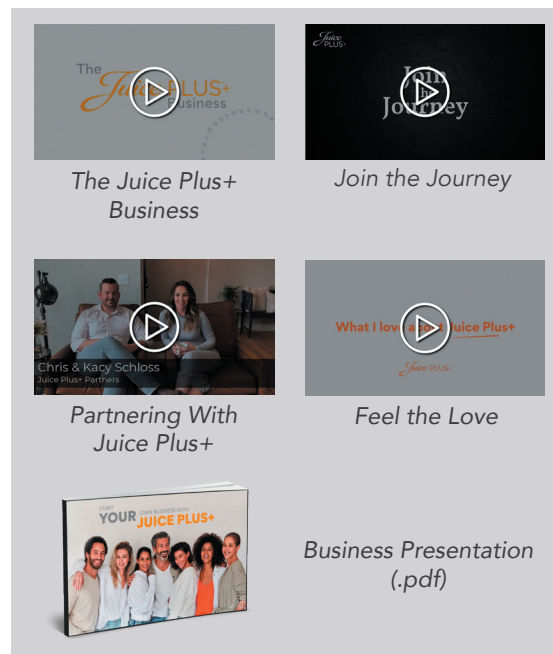 The
Juice PLUS+
Business
The Juice Plus+
Business
Juice
PLUS+
Join
the
Journey
Join the Journey
Chris & Kacy Schloss
Juice Plus+ Partners
Partnering With
Juice Plus+
What I love about Juice Plus+
Juice PLUS+
Feel the Love
START
YOUR OWN BUSINESS WITH
JUICE PLUS+
Business Presentation
(.pdf)